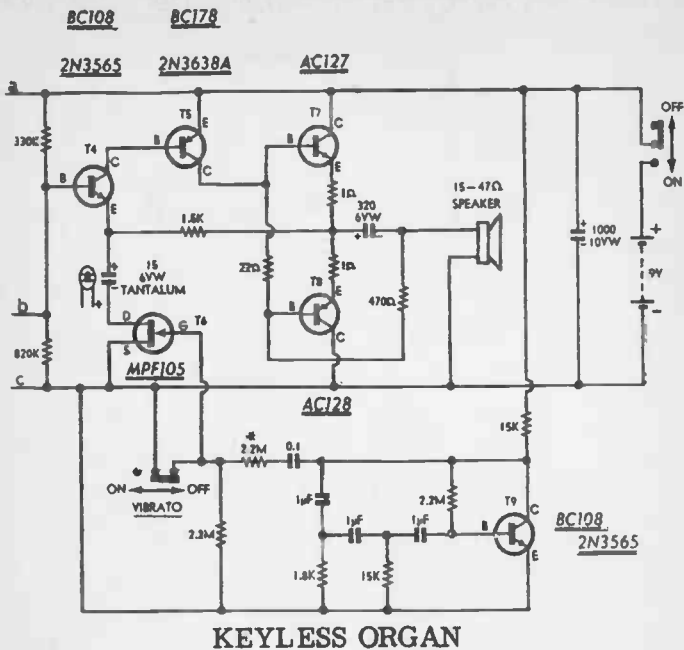 BC108 BC178
2N3565 2N3638A AC127
a
T5 T7 OFF
330K T4 E C
B B
C C E ON
B 1Ω 320 15–47Ω
E 6VW SPEAKER
1.5K + 1000 +
15 22Ω 1Ω 10VW 9V
6VW T8
TANTALUM T6 E 470Ω
b D G B
820K S C
MPF105
c
AC128
* 15K
2.2M 0.1
ON OFF
VIBRATO 1µF 2.2M T9
1µF 1µF C BC108
2.2M B 2N3565
1.8K 15K E
KEYLESS ORGAN